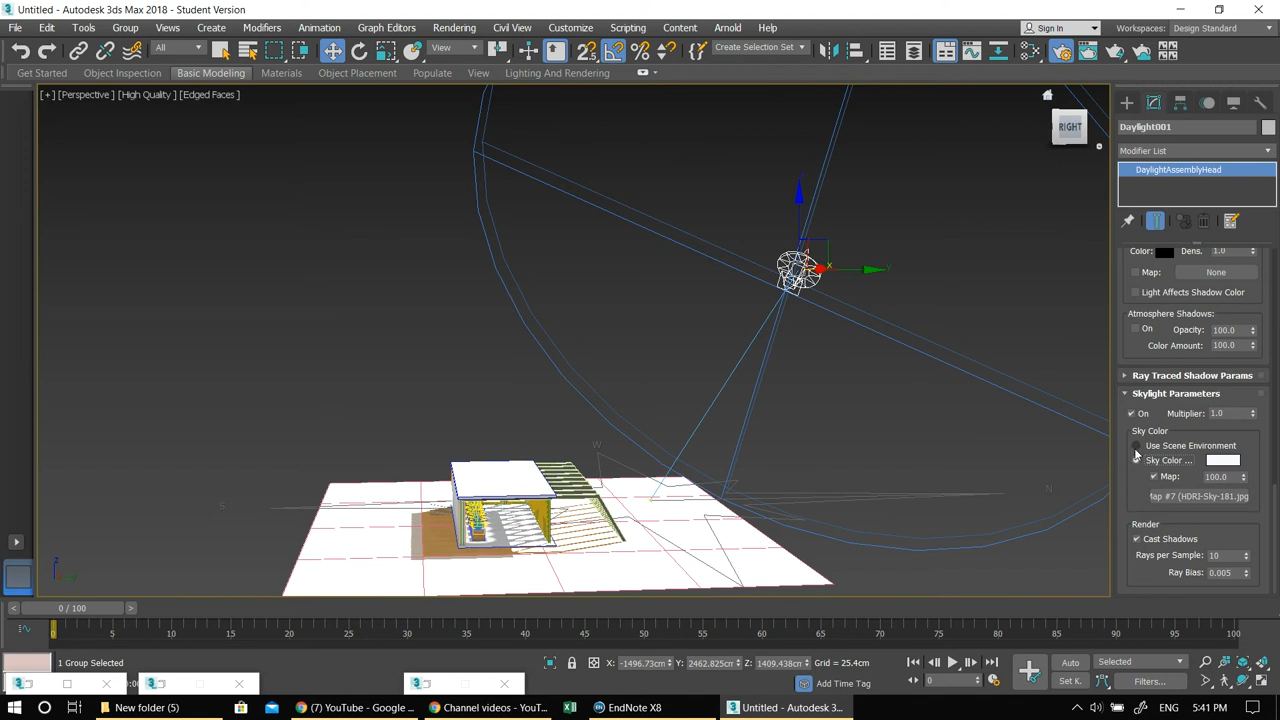 Untitled - Autodesk 3ds Max 2018 - Student Version
File Edit Tools Group Views Create Modifiers Animation Graph Editors Rendering Civil View Customize Scripting Content Arnold Help Sign In Workspaces: Design Standard
All View Create Selection Set
Get Started Object Inspection Basic Modeling Materials Object Placement Populate View Lighting And Rendering
[+] [Perspective] [High Quality] [Edged Faces]
RIGHT
Daylight001
Modifier List
DaylightAssemblyHead
Color: Dens. 1.0
Map: None
Light Affects Shadow Color
Atmosphere Shadows:
On Opacity: 100.0
Color Amount: 100.0
Ray Traced Shadow Params
Skylight Parameters
On Multiplier: 1.0
Sky Color
Use Scene Environment
Sky Color ...
Map: 100.0
Map #7 (HDRI-Sky-181.jpg
Render
Cast Shadows
Rays per Sample: 10
Ray Bias: 0.005
x
W
S
N
z
0 / 100
0 5 10 15 20 25 30 35 40 45 50 55 60 65 70 75 80 85 90 95 100
1 Group Selected X: -1496.73cm Y: 2462.825cm Z: 1409.438cm Grid = 25.4cm Auto Selected
Add Time Tag 0 Set K. Filters...
New folder (5) (7) YouTube - Google ... Channel videos - YouT... EndNote X8 Untitled - Autodesk 3... ENG 5:41 PM